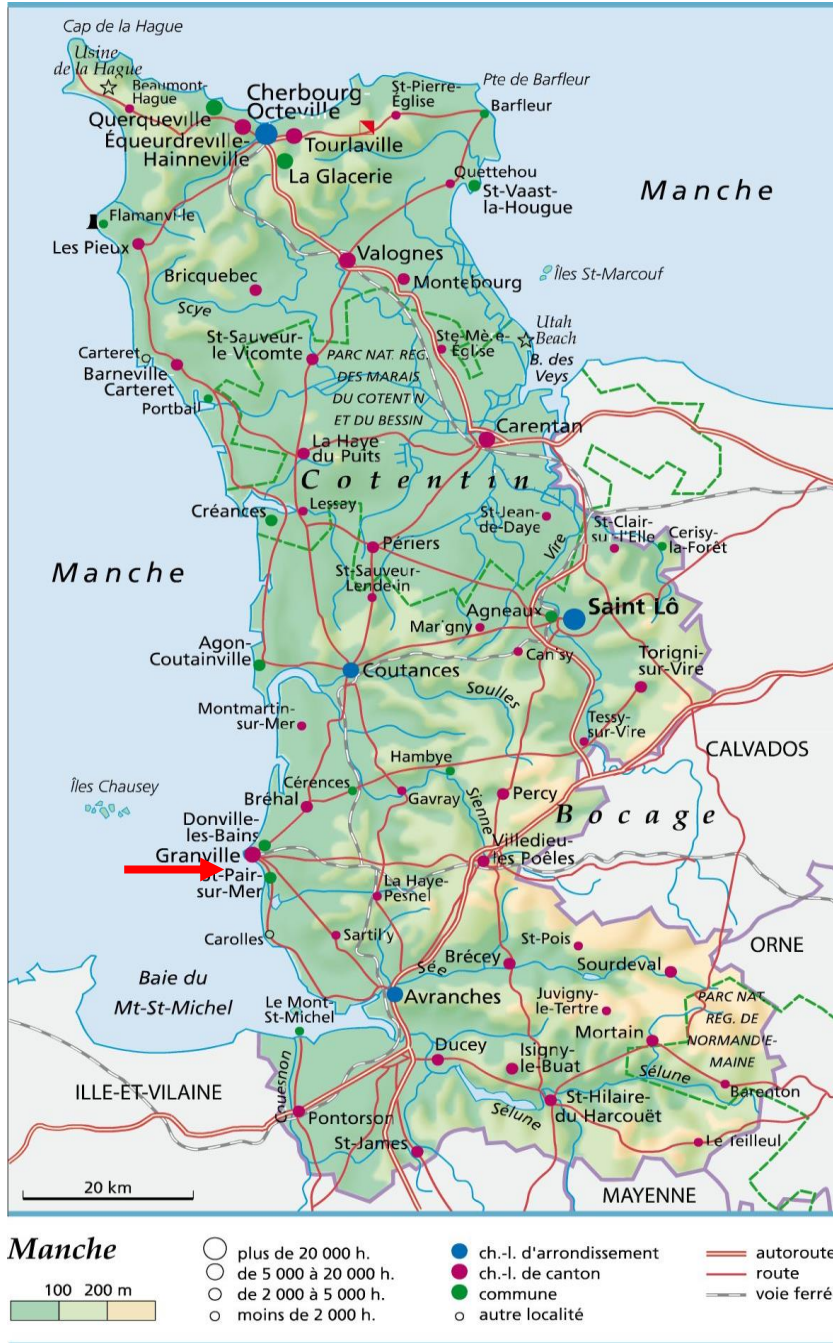 Cap de la Hague
Usine
de la Hague
Beaumont-
Hague
Querqueville
Équeurdreville-
Hainneville
Cherbourg
Octeville
Tourlaville
La Glacerie
St-Pierre-
Église
Pte de Barfleur
Barfleur
Quettehou
St-Vaast-
la-Hougue
Manche
Flamanville
Les Pieux
Bricquebec
Valognes
Montebourg
Îles St-Marcouf
Scye
St-Sauveur-
le Vicomte
Ste-Mère-
Église
Utah
Beach
B. des
Veys
Carteret
Barneville-
Carteret
Portbail
PARC NAT. REG.
DES MARAIS
DU COTENTIN
ET DU BESSIN
La Haye-
du Puits
Carentan
Cotentin
Lessay
Créances
St-Jean-
de-Daye
Vire
St-Clair-
sur-l'Elle
Cerisy-
la-Forêt
Manche
Périers
St-Sauveur-
Lendelin
Agneaux
Saint Lô
Marigny
Canisy
Agon-
Coutainville
Coutances
Soulles
Torigni-
sur-Vire
Montmartin-
sur-Mer
Tessy-
sur-Vire
CALVADOS
Îles Chausey
Hambye
Cérences
Bréhal
Gavray
Sienne
Percy
Bocage
Donville-
les-Bains
Granville
St-Pair-
sur-Mer
Villedieu-
les Poêles
La Haye-
Pesnel
Carolles
Sartilly
St-Pois
ORNE
Sée
Brécey
Sourdeval
Baie du
Mt-St-Michel
Le Mont-
St-Michel
Avranches
Juvigny-
le-Tertre
PARC NAT.
REG. DE
NORMANDIE-
MAINE
Mortain
Ducey
Isigny-
le-Buat
Sélune
Barenton
ILLE-ET-VILAINE
Couesnon
Pontorson
Sélune
St-Hilaire-
du Harcouët
St-James
Le Teilleul
MAYENNE
20 km
Manche
100 200 m
plus de 20 000 h.
de 5 000 à 20 000 h.
de 2 000 à 5 000 h.
moins de 2 000 h.
ch.-l. d'arrondissement
ch.-l. de canton
commune
autre localité
autoroute
route
voie ferré